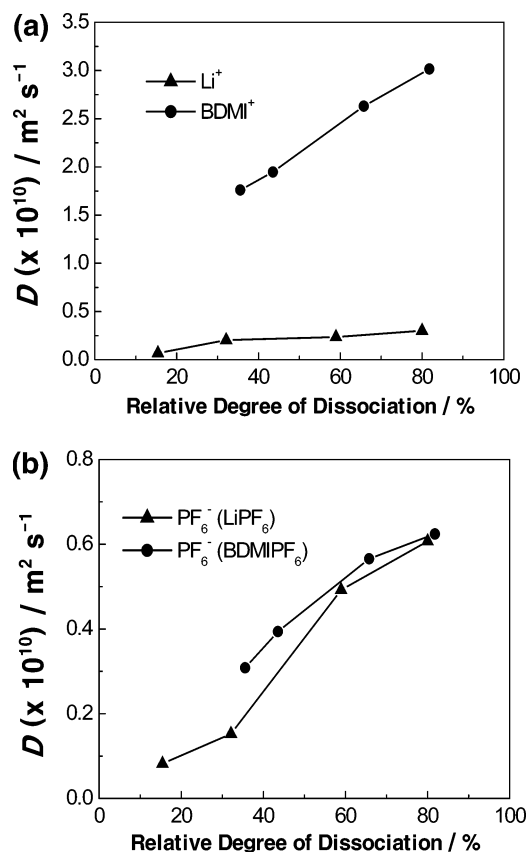 (a)
3.5
3.0
2.5
2.0
1.5
1.0
0.5
0.0
D (x 10¹⁰) / m² s⁻¹
Li⁺
BDMI⁺
0 20 40 60 80 100
Relative Degree of Dissociation / %
(b)
0.8
0.6
0.4
0.2
0.0
D (x 10¹⁰) / m² s⁻¹
PF₆⁻ (LiPF₆)
PF₆⁻ (BDMIPF₆)
0 20 40 60 80 100
Relative Degree of Dissociation / %